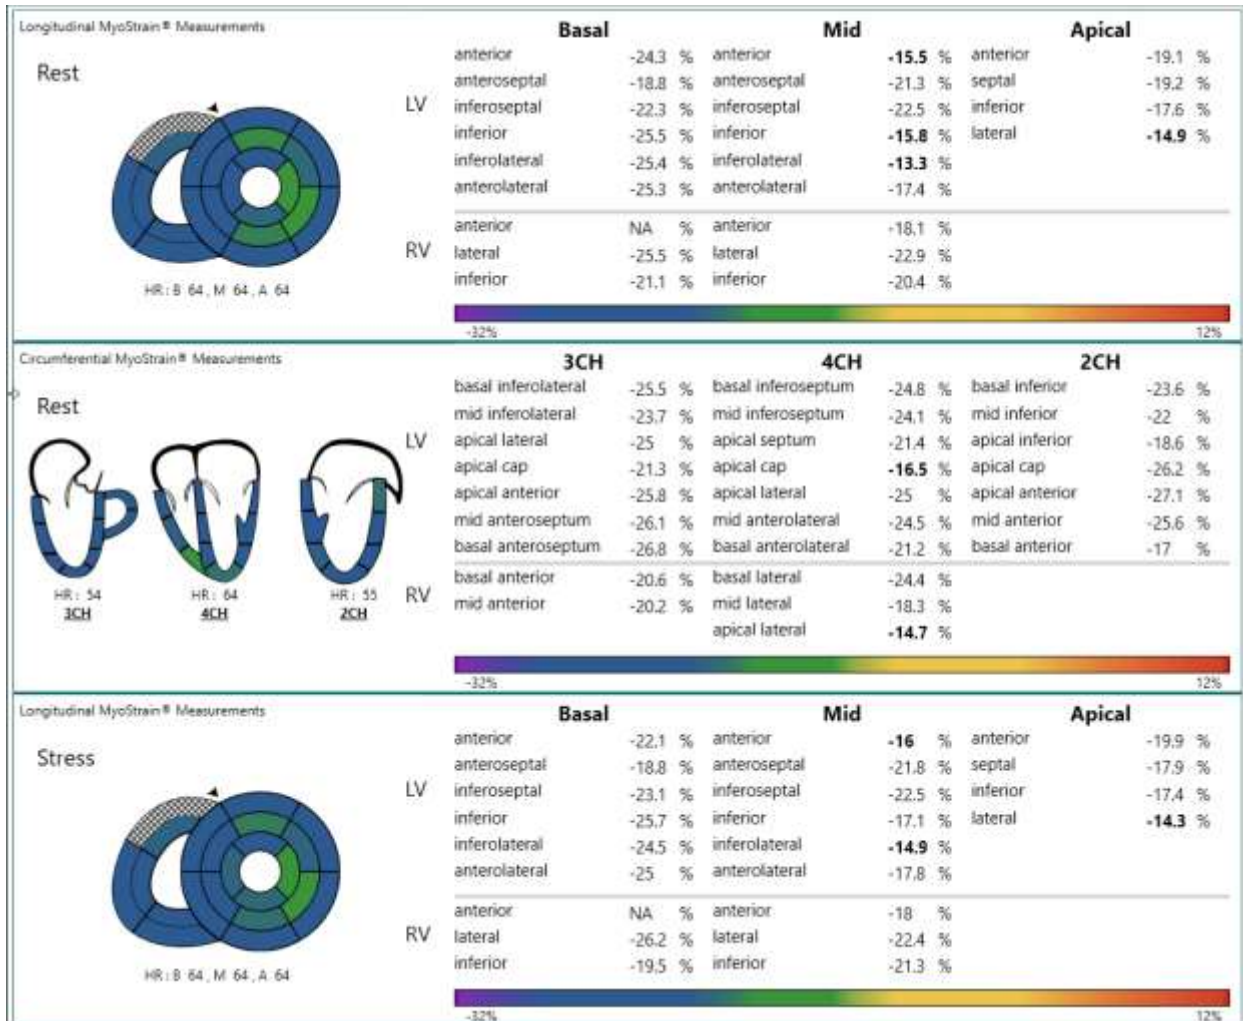 Longitudinal MyoStrain® Measurements
Basal Mid Apical
Rest
LV
anterior -24.3 % anterior -15.5 % anterior -19.1 %
anteroseptal -18.8 % anteroseptal -21.3 % septal -19.2 %
inferoseptal -22.3 % inferoseptal -22.5 % inferior -17.6 %
inferior -25.5 % inferior -15.8 % lateral -14.9 %
inferolateral -25.4 % inferolateral -13.3 %
anterolateral -25.3 % anterolateral -17.4 %
RV
anterior NA % anterior -18.1 %
lateral -25.5 % lateral -22.9 %
inferior -21.1 % inferior -20.4 %
HR: B 64, M 64, A 64
-32% 12%
Circumferential MyoStrain® Measurements
3CH 4CH 2CH
Rest
LV
basal inferolateral -25.5 % basal inferoseptum -24.8 % basal inferior -23.6 %
mid inferolateral -23.7 % mid inferoseptum -24.1 % mid inferior -22 %
apical lateral -25 % apical septum -21.4 % apical inferior -18.6 %
apical cap -21.3 % apical cap -16.5 % apical cap -26.2 %
apical anterior -25.8 % apical lateral -25 % apical anterior -27.1 %
mid anteroseptum -26.1 % mid anterolateral -24.5 % mid anterior -25.6 %
basal anteroseptum -26.8 % basal anterolateral -21.2 % basal anterior -17 %
RV
basal anterior -20.6 % basal lateral -24.4 %
mid anterior -20.2 % mid lateral -18.3 %
apical lateral -14.7 %
HR: 54 HR: 64 HR: 55
3CH 4CH 2CH
-32% 12%
Longitudinal MyoStrain® Measurements
Basal Mid Apical
Stress
LV
anterior -22.1 % anterior -16 % anterior -19.9 %
anteroseptal -18.8 % anteroseptal -21.8 % septal -17.9 %
inferoseptal -23.1 % inferoseptal -22.5 % inferior -17.4 %
inferior -25.7 % inferior -17.1 % lateral -14.3 %
inferolateral -24.5 % inferolateral -14.9 %
anterolateral -25 % anterolateral -17.8 %
RV
anterior NA % anterior -18 %
lateral -26.2 % lateral -22.4 %
inferior -19.5 % inferior -21.3 %
HR: B 64, M 64, A 64
-32% 12%